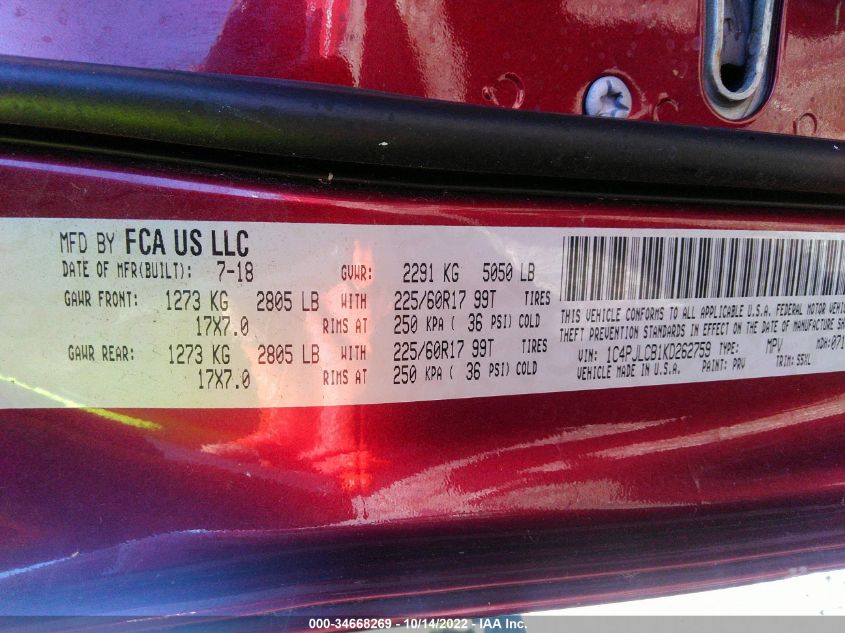 MFD BY FCA US LLC
DATE OF MFR(BUILT): 7-18 GVWR: 2291 KG 5050 LB
GAWR FRONT: 1273 KG 2805 LB WITH 225/60R17 99T TIRES
17X7.0 RIMS AT 250 KPA ( 36 PSI) COLD
GAWR REAR: 1273 KG 2805 LB WITH 225/60R17 99T TIRES
17X7.0 RIMS AT 250 KPA ( 36 PSI) COLD
THIS VEHICLE CONFORMS TO ALL APPLICABLE U.S.A. FEDERAL MOTOR
THEFT PREVENTION STANDARDS IN EFFECT ON THE DATE OF MANUFACTURE
VIN: 1C4PJLCB1KD262759 TYPE: MPV MDH:071
VEHICLE MADE IN U.S.A. PAINT: PRV TRIM: S5XL
000-34668269 - 10/14/2022 - IAA Inc.